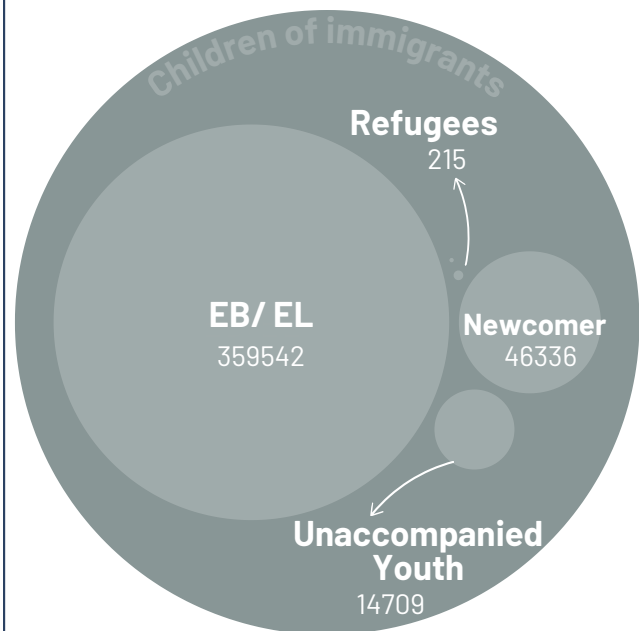 Children of immigrants
Refugees
215
EB/ EL
359542
Newcomer
46336
Unaccompanied
Youth
14709